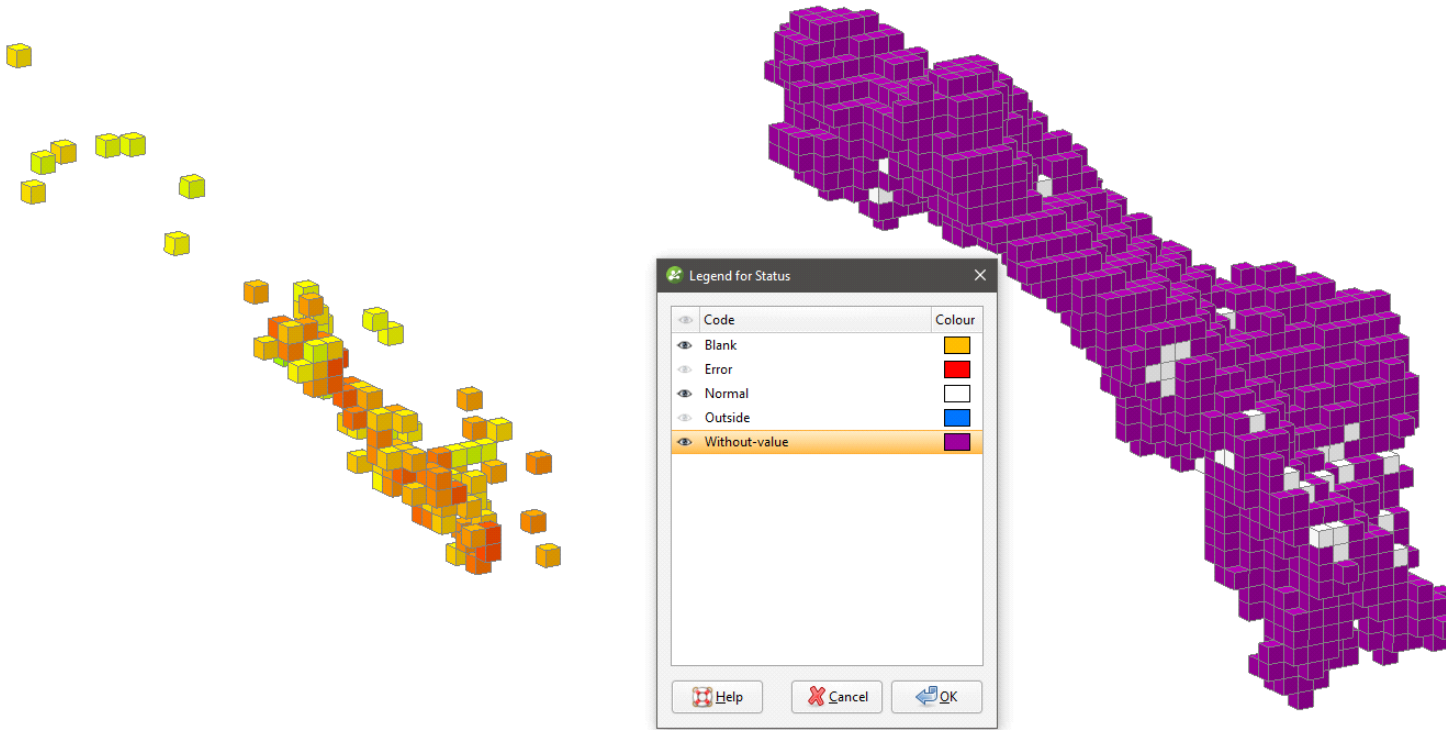 Legend for Status
Code Colour
Blank
Error
Normal
Outside
Without-value
Help Cancel OK